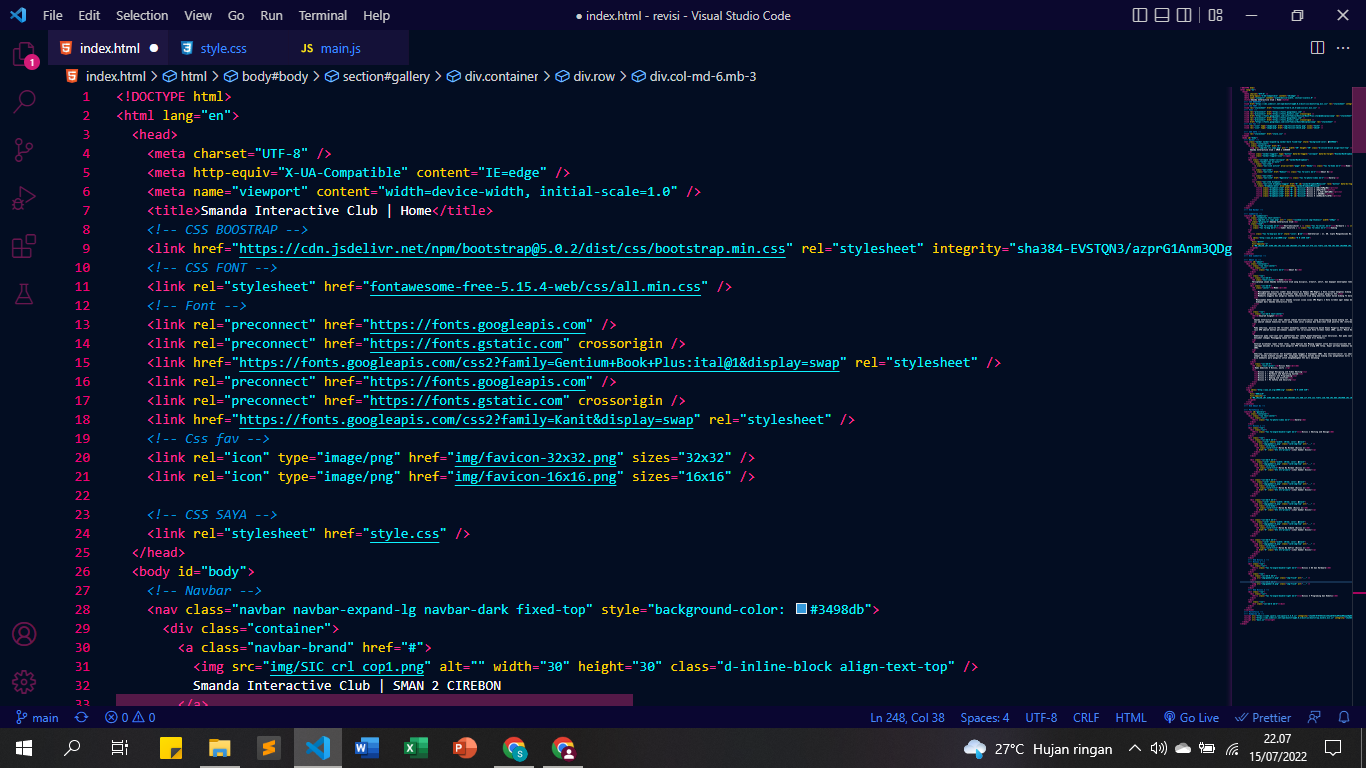 File Edit Selection View Go Run Terminal Help ● index.html - revisi - Visual Studio Code
index.html ● style.css JS main.js
index.html > html > body#body > section#gallery > div.container > div.row > div.col-md-6.mb-3
1
1 <!DOCTYPE html>
2 <html lang="en">
3 <head>
4 <meta charset="UTF-8" />
5 <meta http-equiv="X-UA-Compatible" content="IE=edge" />
6 <meta name="viewport" content="width=device-width, initial-scale=1.0" />
7 <title>Smanda Interactive Club | Home</title>
8 <!-- CSS BOOSTRAP -->
9 <link href="https://cdn.jsdelivr.net/npm/bootstrap@5.0.2/dist/css/bootstrap.min.css" rel="stylesheet" integrity="sha384-EVSTQN3/azprG1Anm3QDg
10 <!-- CSS FONT -->
11 <link rel="stylesheet" href="fontawesome-free-5.15.4-web/css/all.min.css" />
12 <!-- Font -->
13 <link rel="preconnect" href="https://fonts.googleapis.com" />
14 <link rel="preconnect" href="https://fonts.gstatic.com" crossorigin />
15 <link href="https://fonts.googleapis.com/css2?family=Gentium+Book+Plus:ital@1&display=swap" rel="stylesheet" />
16 <link rel="preconnect" href="https://fonts.googleapis.com" />
17 <link rel="preconnect" href="https://fonts.gstatic.com" crossorigin />
18 <link href="https://fonts.googleapis.com/css2?family=Kanit&display=swap" rel="stylesheet" />
19 <!-- Css fav -->
20 <link rel="icon" type="image/png" href="img/favicon-32x32.png" sizes="32x32" />
21 <link rel="icon" type="image/png" href="img/favicon-16x16.png" sizes="16x16" />
22
23 <!-- CSS SAYA -->
24 <link rel="stylesheet" href="style.css" />
25 </head>
26 <body id="body">
27 <!-- Navbar -->
28 <nav class="navbar navbar-expand-lg navbar-dark fixed-top" style="background-color: #3498db">
29 <div class="container">
30 <a class="navbar-brand" href="#">
31 <img src="img/SIC crl cop1.png" alt="" width="30" height="30" class="d-inline-block align-text-top" />
32 Smanda Interactive Club | SMAN 2 CIREBON
33 </a>
main 0 0 Ln 248, Col 38 Spaces: 4 UTF-8 CRLF HTML Go Live Prettier
27°C Hujan ringan 22.07
15/07/2022